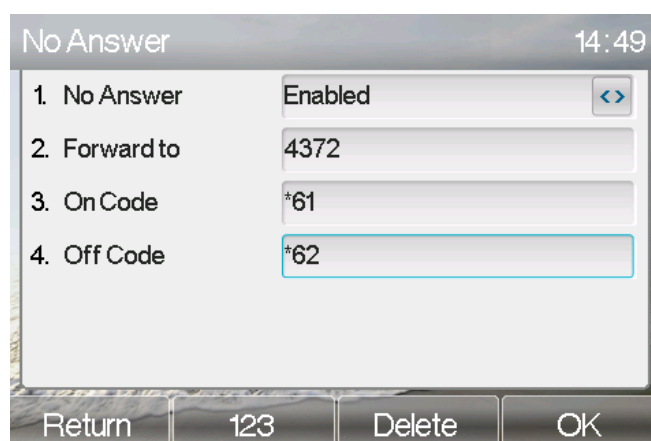 No Answer 14:49
1. No Answer Enabled <>
2. Forward to 4372
3. On Code *61
4. Off Code *62
Return 123 Delete OK